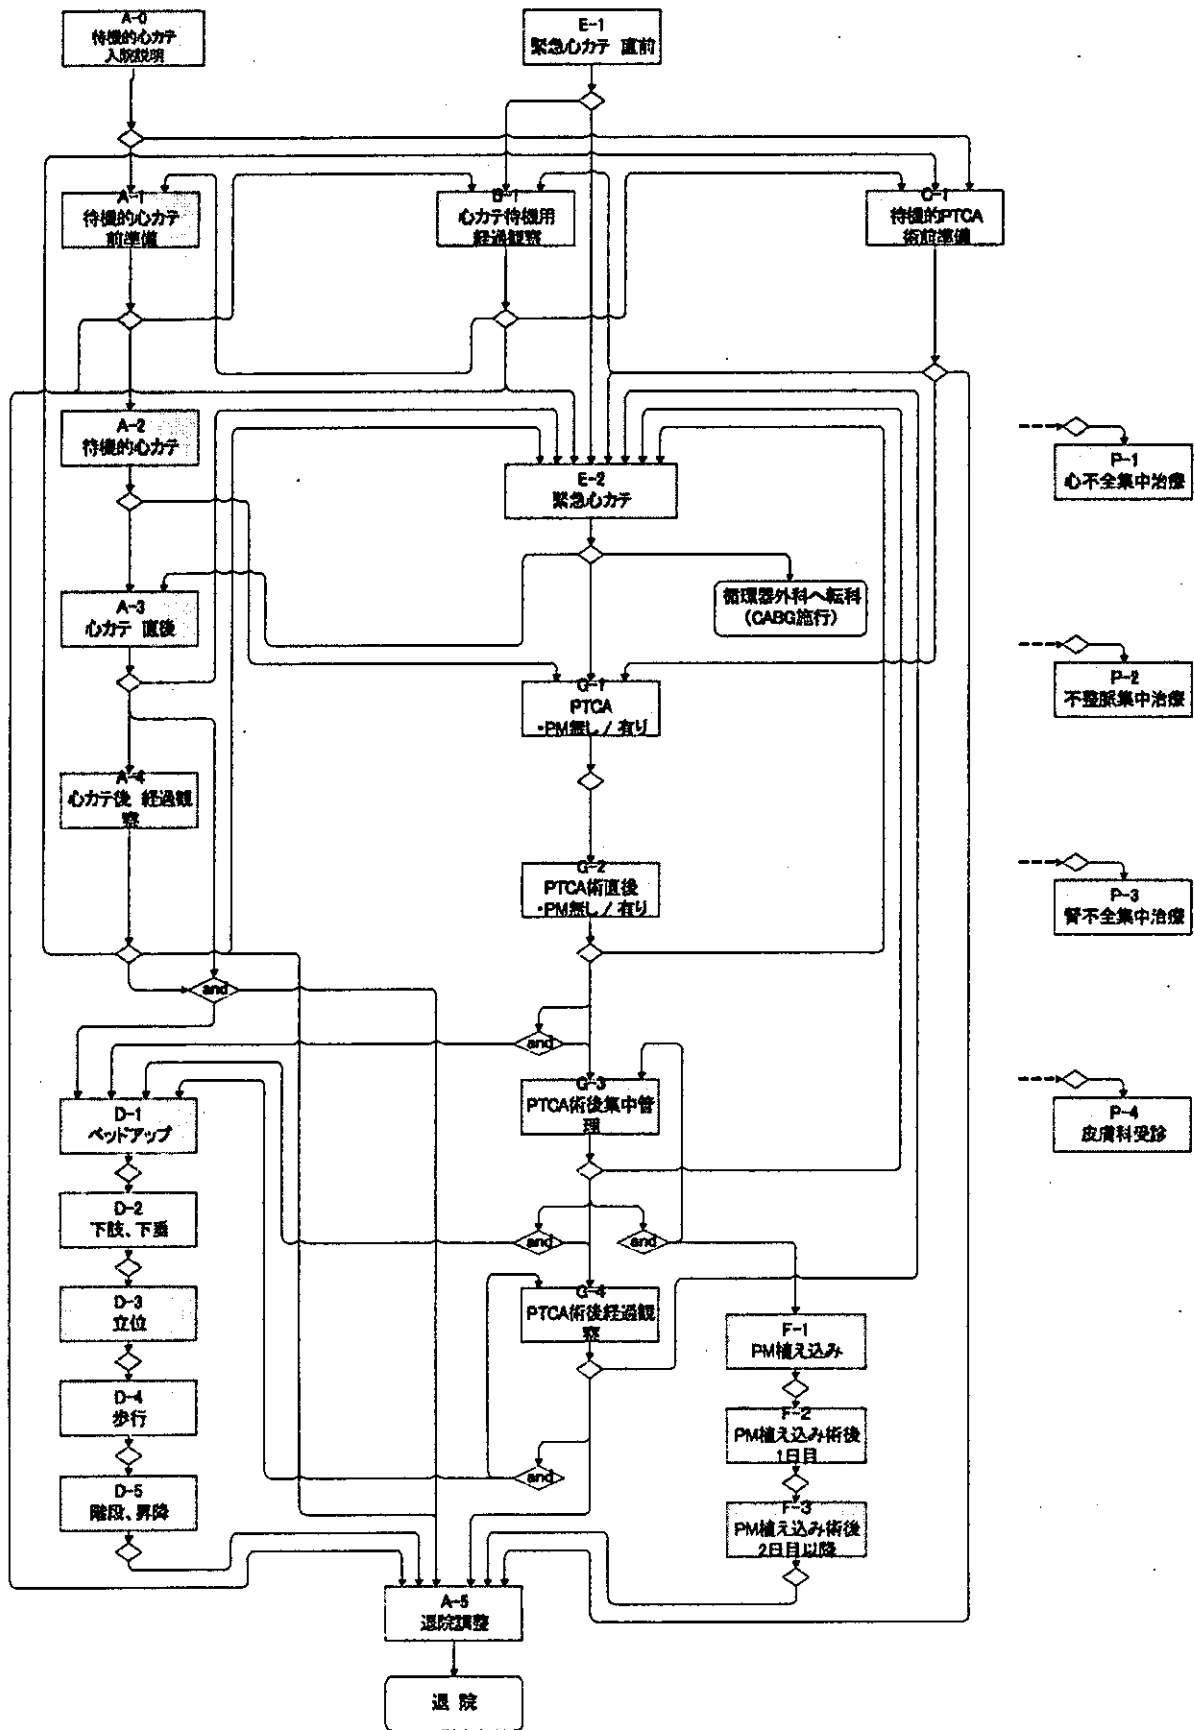 A-0
待機的心カテ
入院説明
E-1
緊急心カテ 直前
A-1
待機的心カテ
前準備
B-1
心カテ待機用
経過観察
C-1
待機的PTCA
術前準備
A-2
待機的心カテ
E-2
緊急心カテ
P-1
心不全集中治療
循環器外科へ転科
(CABG施行)
A-3
心カテ 直後
G-1
PTCA
・PM無し / 有り
P-2
不整脈集中治療
A-4
心カテ後 経過観
察
G-2
PTCA術直後
・PM無し / 有り
P-3
腎不全集中治療
and
and
G-3
PTCA術後集中管
理
D-1
ベッドアップ
P-4
皮膚科受診
D-2
下肢、下垂
and
and
D-3
立位
G-4
PTCA術後経過観
察
F-1
PM植え込み
D-4
歩行
F-2
PM植え込み術後
1日目
and
D-5
階段、昇降
F-3
PM植え込み術後
2日目以降
A-5
退院調整
退 院